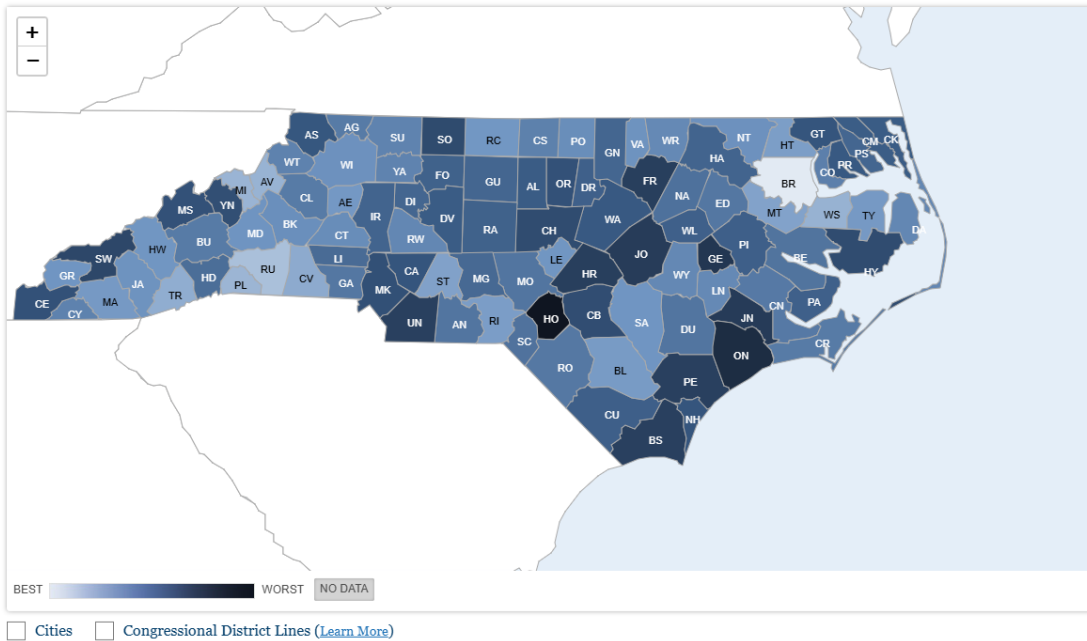 +
−
AS AG SU SO RC CS PO GN VA WR NT HT GT CM CK
WT WI YA FO GU AL OR DR FR HA BR CO PR PS
MI AV CL AE IR DI DV RA CH WA NA ED MT WS TY DA
MS YN BK CT RW WL
HW BU MD LI LE JO GE PI BE HY
SW RU CV GA CA ST MG MO HR WY LN CN PA
GR JA HD PL MK
CE MA TR UN AN RI HO CB SA DU JN CR
CY SC RO BL ON
PE
CU NH
BS
BEST WORST NO DATA
Cities Congressional District Lines (Learn More)